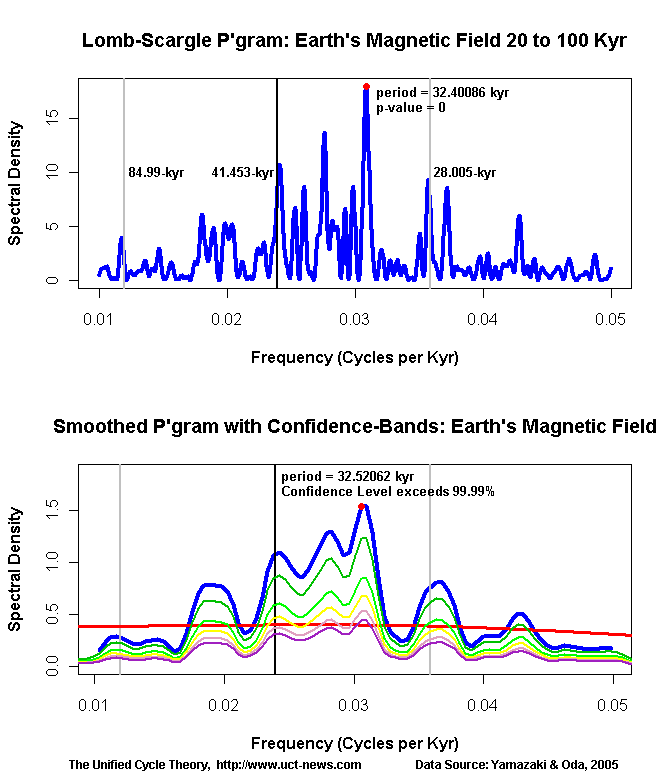 Lomb-Scargle P'gram: Earth's Magnetic Field 20 to 100 Kyr
period = 32.40086 kyr
p-value = 0
84.99-kyr
41.453-kyr
28.005-kyr
Spectral Density
15
10
5
0
0.01
0.02
0.03
0.04
0.05
Frequency (Cycles per Kyr)
Smoothed P'gram with Confidence-Bands: Earth's Magnetic Field
period = 32.52062 kyr
Confidence Level exceeds 99.99%
Spectral Density
1.5
1.0
0.5
0.0
0.01
0.02
0.03
0.04
0.05
Frequency (Cycles per Kyr)
The Unified Cycle Theory, http://www.uct-news.com
Data Source: Yamazaki & Oda, 2005